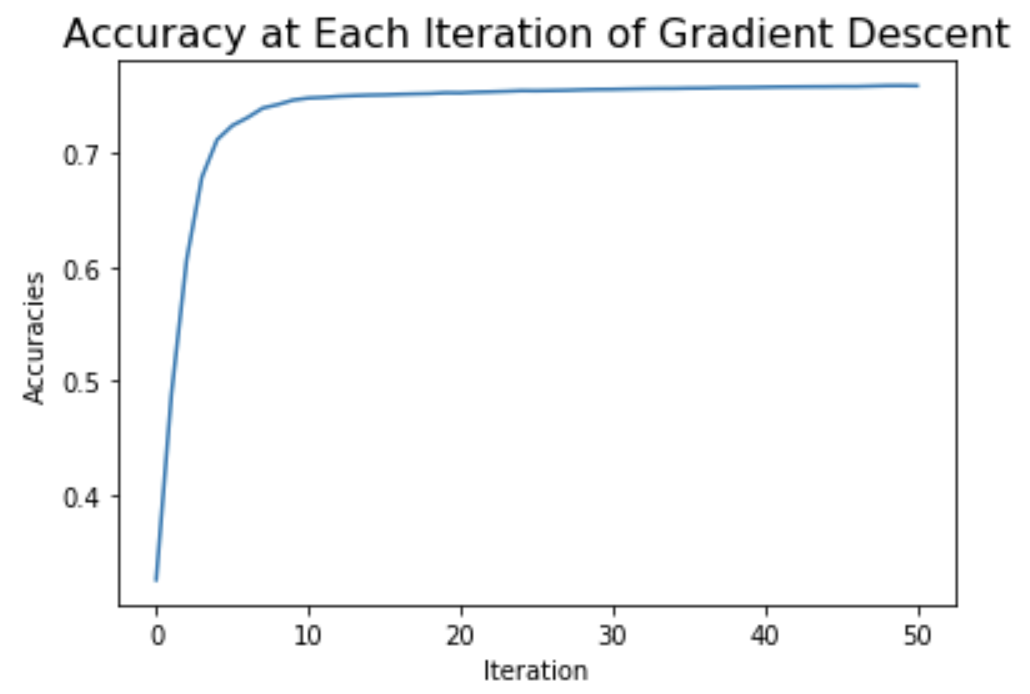 Accuracy at Each Iteration of Gradient Descent
0.7
0.6
0.5
0.4
Accuracies
0 10 20 30 40 50
Iteration